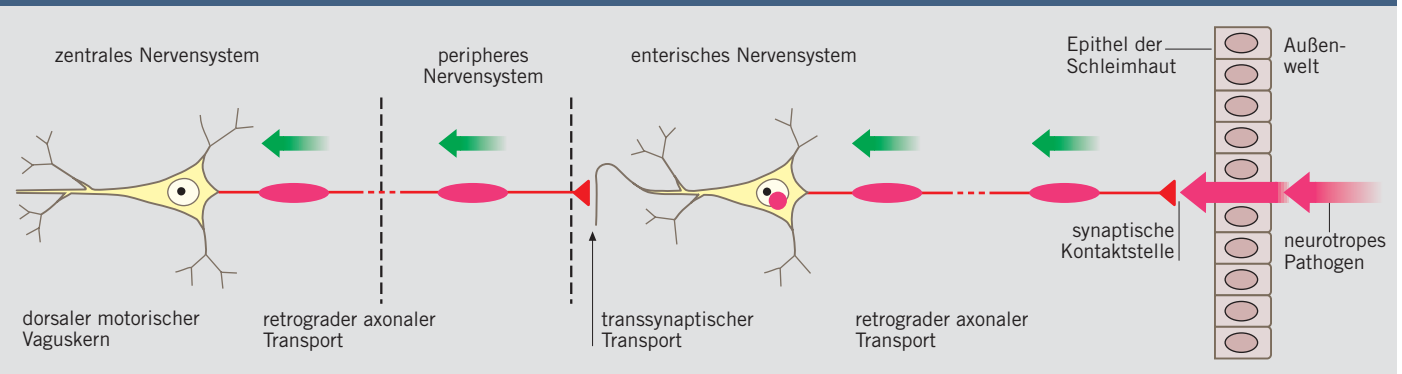 zentrales Nervensystem
peripheres
Nervensystem
enterisches Nervensystem
Epithel der
Schleimhaut
Außen-
welt
synaptische
Kontaktstelle
neurotropes
Pathogen
dorsaler motorischer
Vaguskern
retrograder axonaler
Transport
transsynaptischer
Transport
retrograder axonaler
Transport